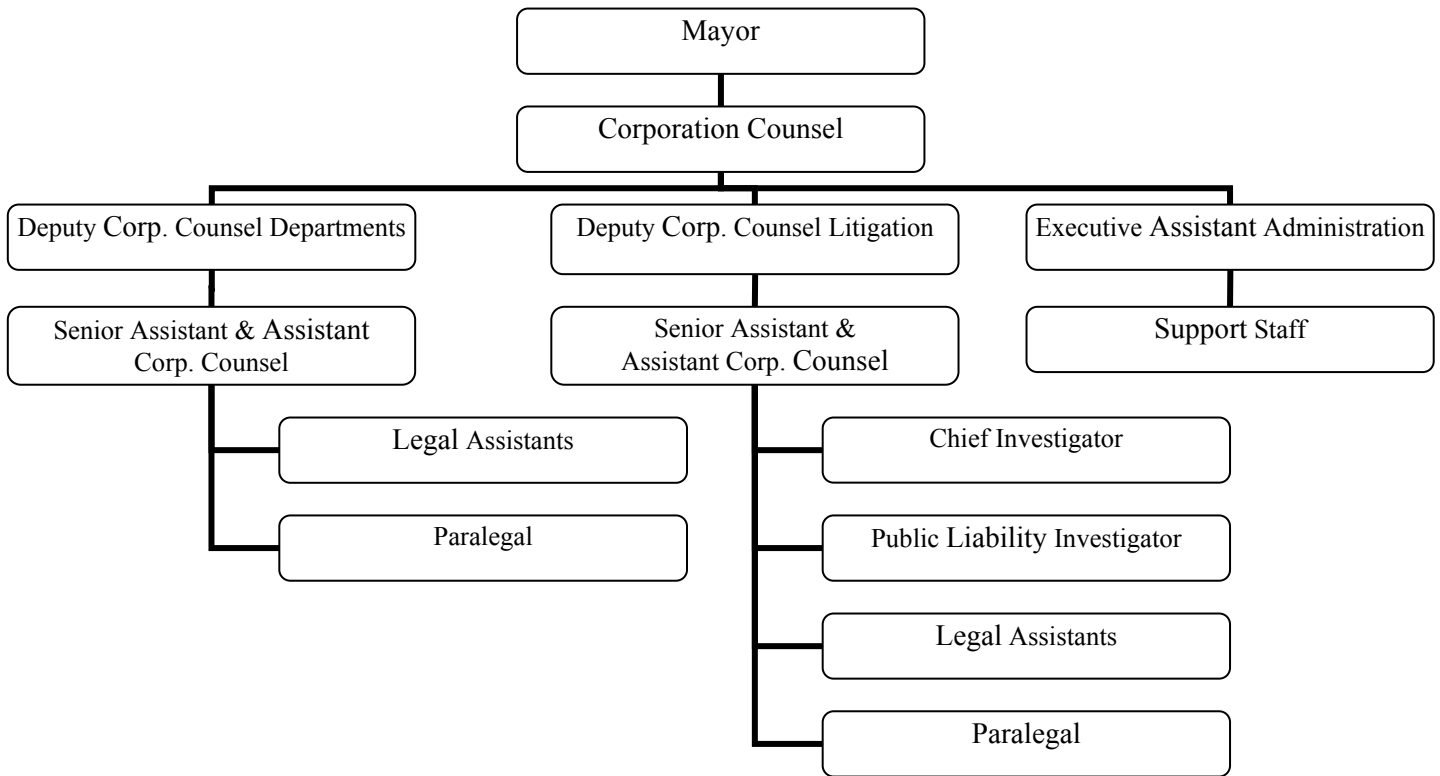 Mayor
Corporation Counsel
Deputy Corp. Counsel Departments
Deputy Corp. Counsel Litigation
Executive Assistant Administration
Senior Assistant & Assistant
Corp. Counsel
Senior Assistant &
Assistant Corp. Counsel
Support Staff
Legal Assistants
Paralegal
Chief Investigator
Public Liability Investigator
Legal Assistants
Paralegal